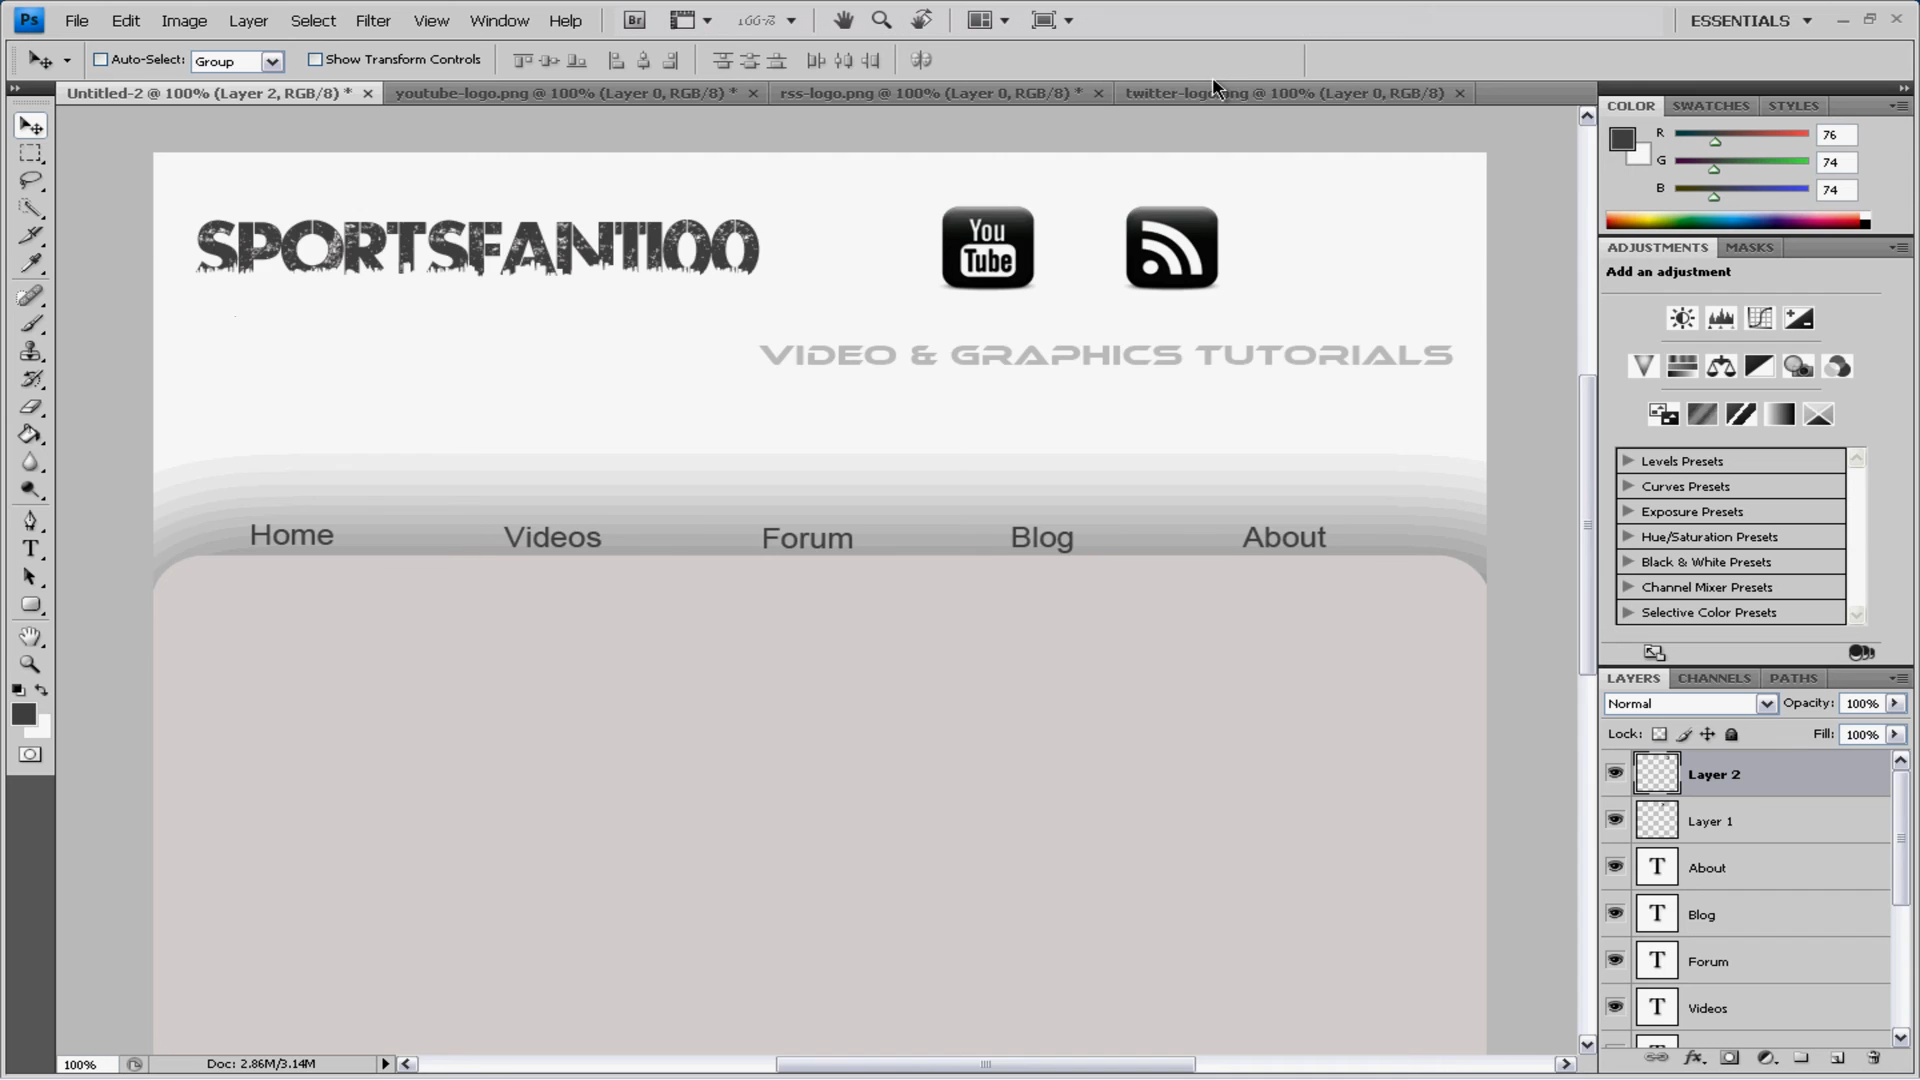 Ps File Edit Image Layer Select Filter View Window Help Br 100% ESSENTIALS
Auto-Select: Group Show Transform Controls
Untitled-2 @ 100% (Layer 2, RGB/8) * youtube-logo.png @ 100% (Layer 0, RGB/8) * rss-logo.png @ 100% (Layer 0, RGB/8) * @ 100% (Layer 0, RGB/8)
COLOR SWATCHES STYLES
R 76
G 74
B 74
ADJUSTMENTS MASKS
Add an adjustment
SPORTSFAN1100
You
Tube
VIDEO & GRAPHICS TUTORIALS
Home Videos Forum Blog About
Levels Presets
Curves Presets
Exposure Presets
Hue/Saturation Presets
Black & White Presets
Channel Mixer Presets
Selective Color Presets
LAYERS CHANNELS PATHS
Normal Opacity: 100%
Lock: Fill: 100%
Layer 2
Layer 1
T About
T Blog
T Forum
T Videos
T
100% Doc: 2.86M/3.14M
fx